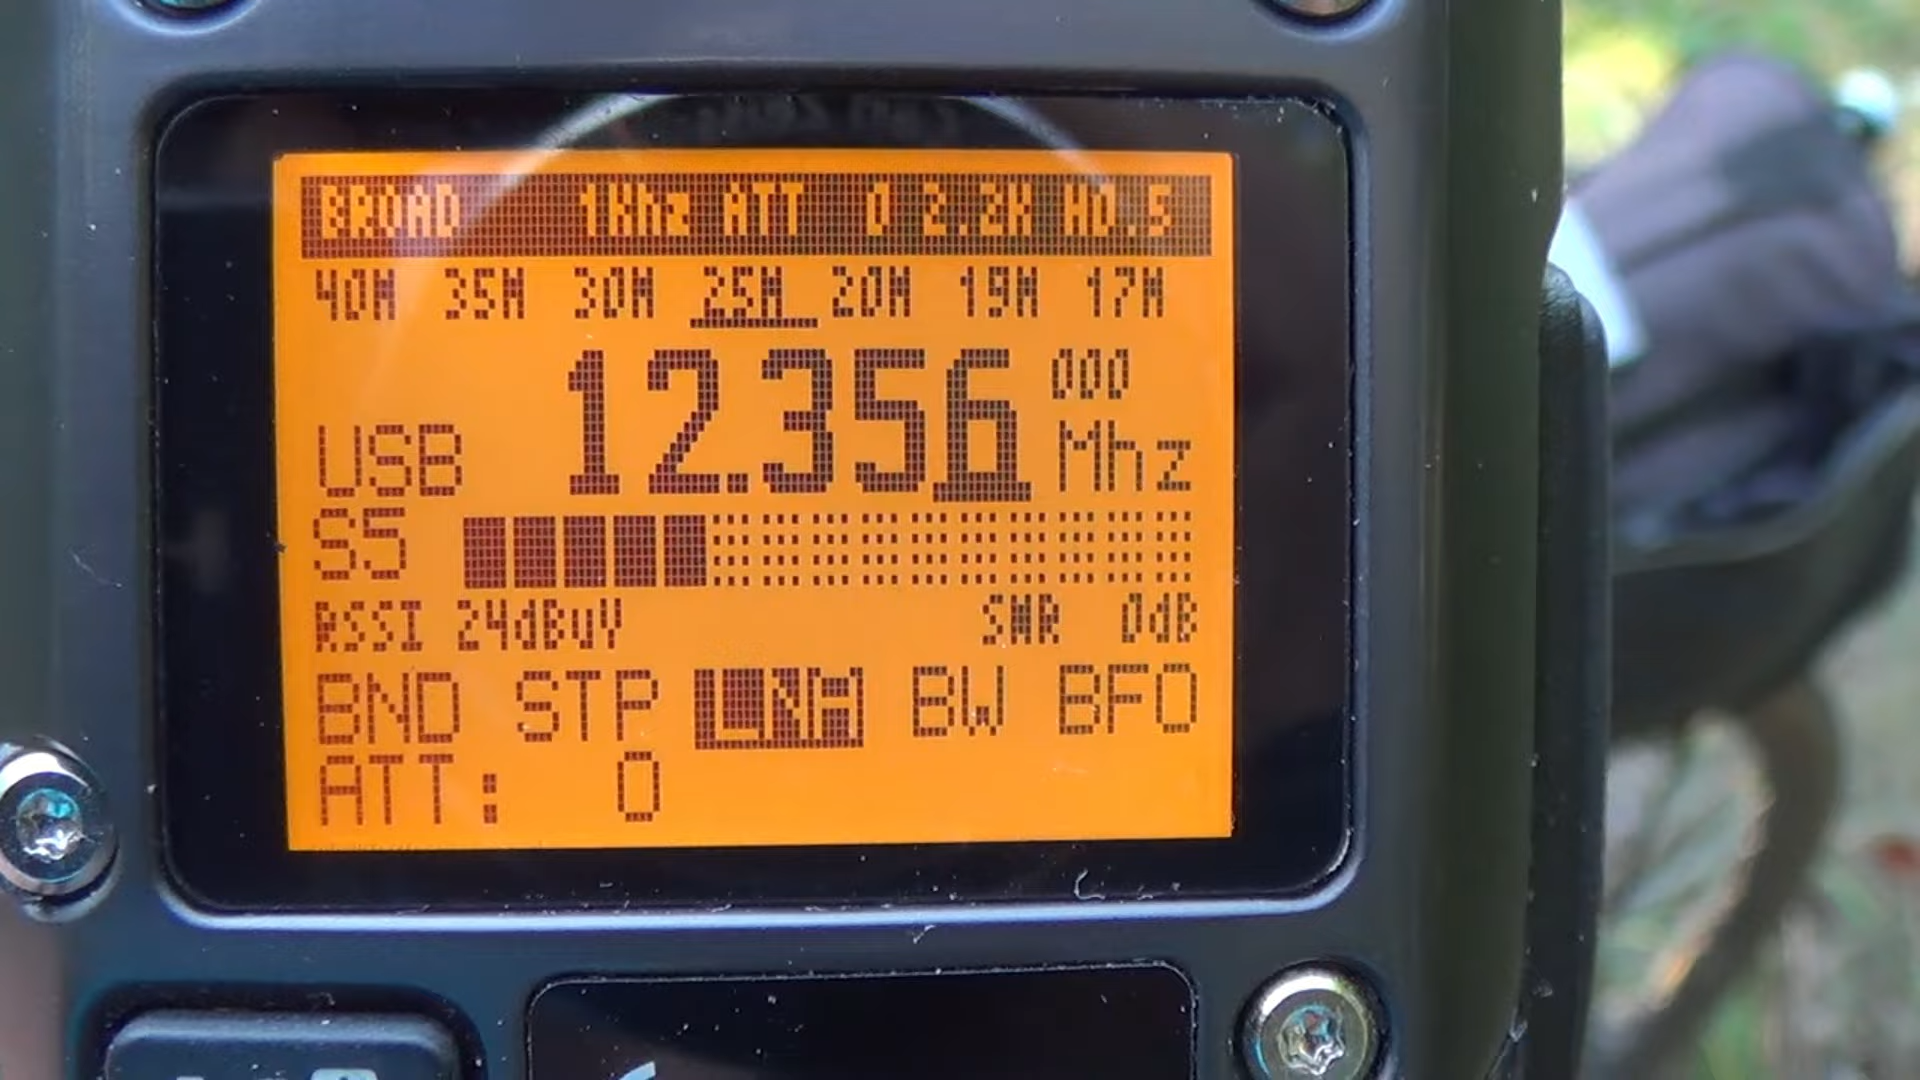 BROAD 1Khz ATT 0 2.2K AD.5
40M 35M 30M 25M 20M 19M 17M
12.356 000
USB Mhz
S5
RSSI 24dBuV SNR 0dB
BND STP LNA BW BFO
ATT: 0